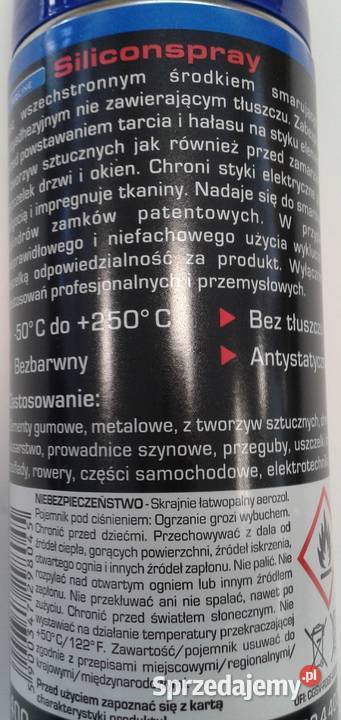 Siliconspray
wszechstronnym środkiem
nie zawierającym tłuszczu.
powstawaniem tarcia i hałasu na styku
sztucznych jak również przed
drzwi i okien. Chroni styki
i impregnuje tkaniny. Nadaje się do
zamków patentowych. W
i niefachowego użycia
odpowiedzialność za produkt.
profesjonalnych i przemysłowych.
-50°C do +250°C
Bez
Bezbarwny
gumowe, metalowe, z tworzyw sztucznych,
prowadnice szynowe, przeguby,
rowery, części samochodowe,
NIEBEZPIECZEŃSTWO - Skrajnie łatwopalny aerozol.
Pojemnik pod ciśnieniem: Ogrzanie grozi wybuchem.
Chronić przed dziećmi. Przechowywać z dala od
źródeł ciepła, gorących powierzchni, źródeł iskrzenia,
otwartego ognia i innych źródeł zapłonu. Nie palić. Nie
rozpylać nad otwartym ogniem lub innym źródłem
zapłonu. Nie przekłuwać ani nie spalać, nawet po
zużyciu. Chronić przed światłem słonecznym. Nie
wystawiać na działanie temperatury przekraczającej
+50°C/122°F. Zawartość/pojemnik usuwać do
zgodnie z przepisami miejscowymi/regionalnymi/
krajowymi/międzynarodowymi.
Przed użyciem zapoznać się z kartą
charakterystyki produktu!
Sprzedajemy.pl